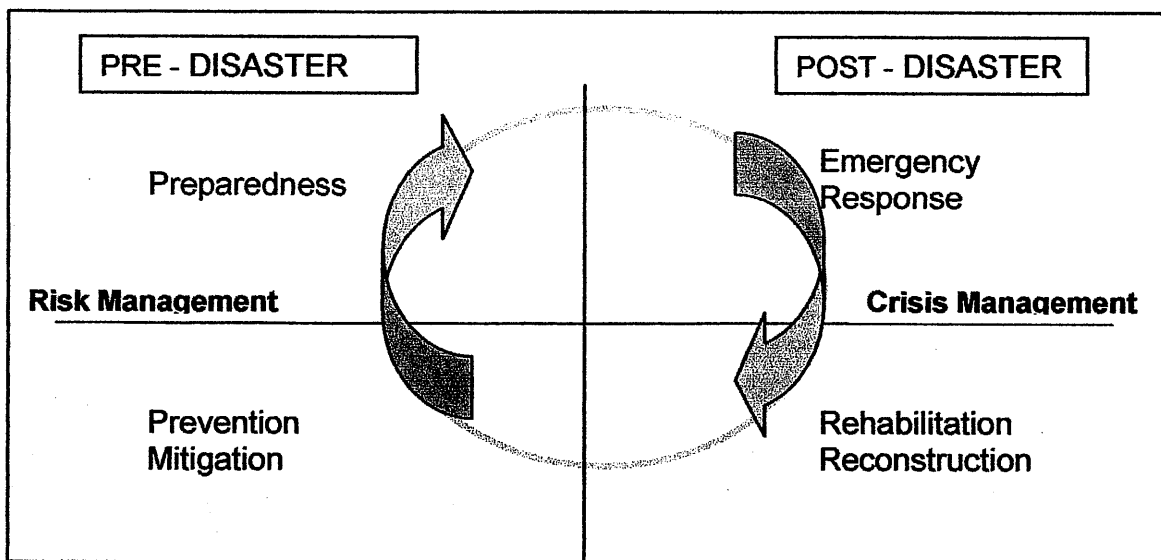 PRE - DISASTER
POST - DISASTER
Preparedness
Emergency
Response
Risk Management
Crisis Management
Prevention
Mitigation
Rehabilitation
Reconstruction